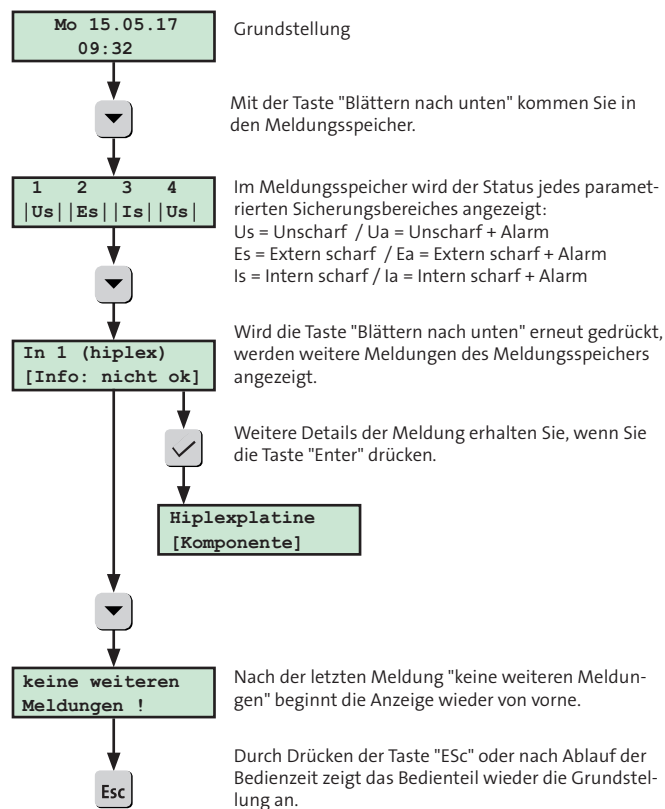 Mo 15.05.17
09:32
Grundstellung
Mit der Taste "Blättern nach unten" kommen Sie in
den Meldungsspeicher.
1 2 3 4
|Us||Es||Is||Us|
Im Meldungsspeicher wird der Status jedes paramet-
rierten Sicherungsbereiches angezeigt:
Us = Unscharf / Ua = Unscharf + Alarm
Es = Extern scharf / Ea = Extern scharf + Alarm
Is = Intern scharf / Ia = Intern scharf + Alarm
Wird die Taste "Blättern nach unten" erneut gedrückt,
werden weitere Meldungen des Meldungsspeichers
angezeigt.
In 1 (hiplex)
[Info: nicht ok]
Weitere Details der Meldung erhalten Sie, wenn Sie
die Taste "Enter" drücken.
Hiplexplatine
[Komponente]
keine weiteren
Meldungen !
Nach der letzten Meldung "keine weiteren Meldun-
gen" beginnt die Anzeige wieder von vorne.
Esc
Durch Drücken der Taste "ESc" oder nach Ablauf der
Bedienzeit zeigt das Bedienteil wieder die Grundstel-
lung an.